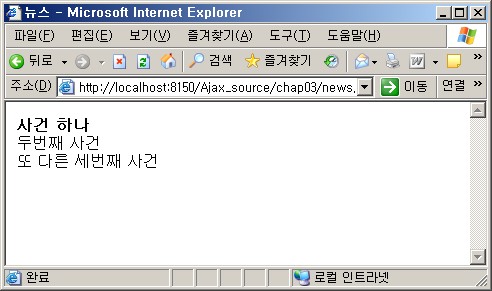 뉴스 - Microsoft Internet Explorer
파일(F) 편집(E) 보기(V) 즐겨찾기(A) 도구(T) 도움말(H)
뒤로 검색 즐겨찾기 »
주소(D) http://localhost:8150/Ajax_source/chap03/news. 이동 연결 »
사건 하나
두번째 사건
또 다른 세번째 사건
완료 로컬 인트라넷